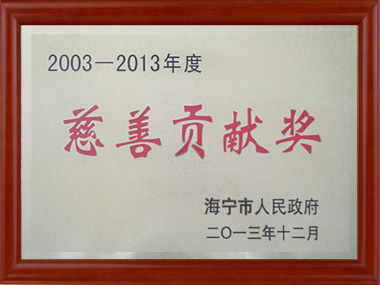 2003—2013年度
慈善贡献奖
海宁市人民政府
二〇一三年十二月